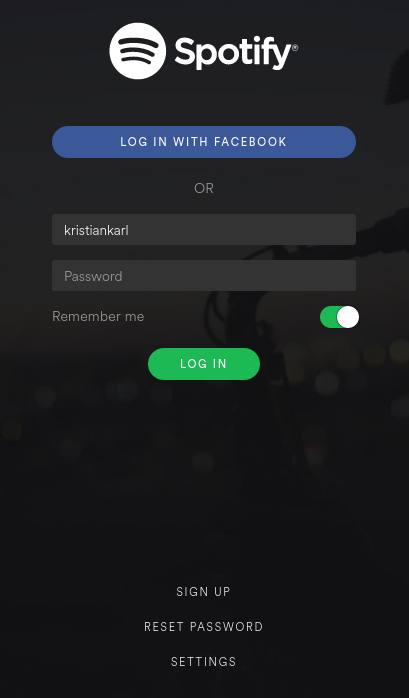 Spotify®
LOG IN WITH FACEBOOK
OR
kristiankarl
Password
Remember me
LOG IN
SIGN UP
RESET PASSWORD
SETTINGS